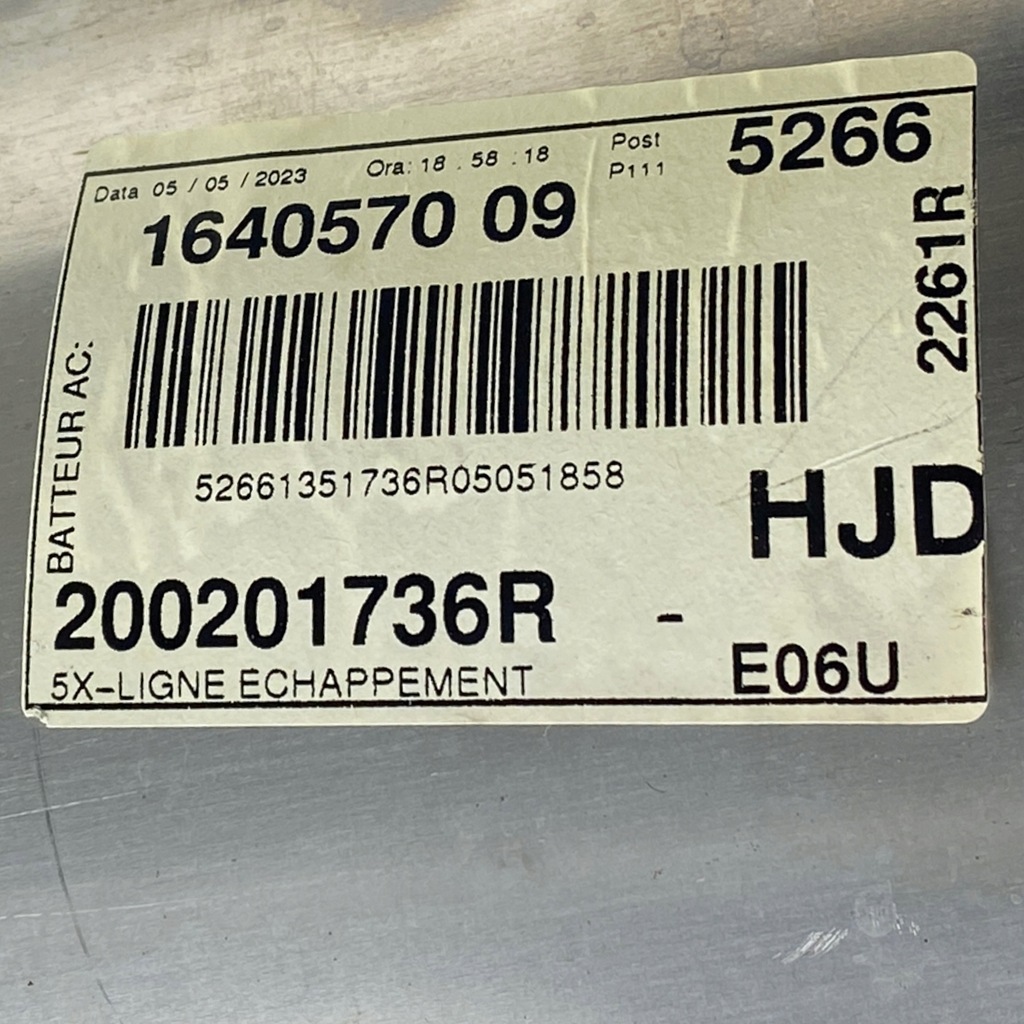 Data 05 / 05 / 2023 Ora: 18 . 58 : 18 Post
P111
5266
1640570 09
2261R
BATTEUR AC:
52661351736R05051858
HJD
200201736R -
5X-LIGNE ECHAPPEMENT
E06U